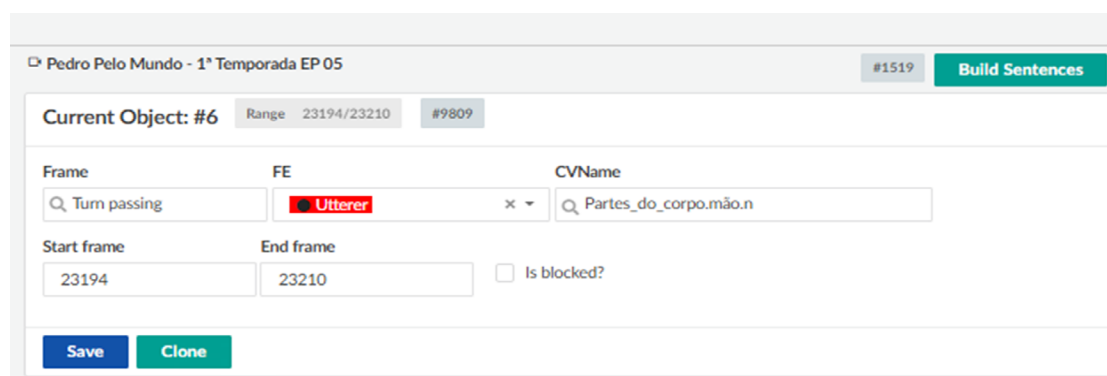 Pedro Pelo Mundo - 1ª Temporada EP 05 #1519 Build Sentences
Current Object: #6 Range 23194/23210 #9809
Frame FE CVName
Turn passing Utterer Partes_do_corpo.mão.n
Start frame End frame
23194 23210 Is blocked?
Save Clone